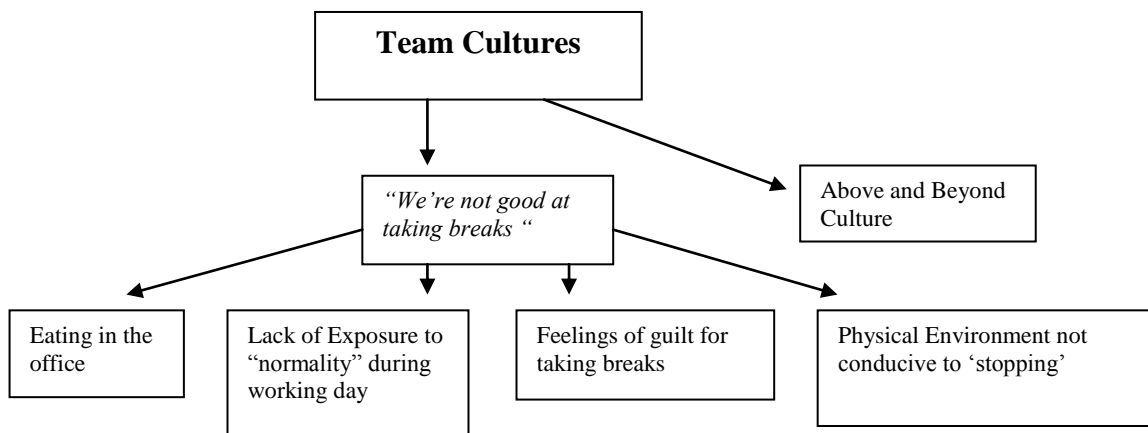 Team Cultures
Above and Beyond
Culture
“We’re not good at
taking breaks “
Eating in the
office
Lack of Exposure to
“normality” during
working day
Feelings of guilt for
taking breaks
Physical Environment not
conducive to ‘stopping’